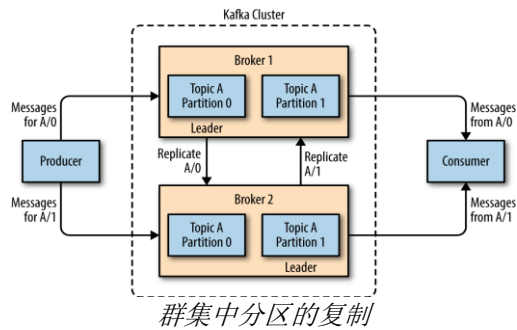 Kafka Cluster
Broker 1
Topic A
Partition 0
Topic A
Partition 1
Leader
Messages
for A/0
Messages
from A/0
Producer
Replicate
A/0
Replicate
A/1
Consumer
Messages
for A/1
Messages
from A/1
Broker 2
Topic A
Partition 0
Topic A
Partition 1
Leader
群集中分区的复制